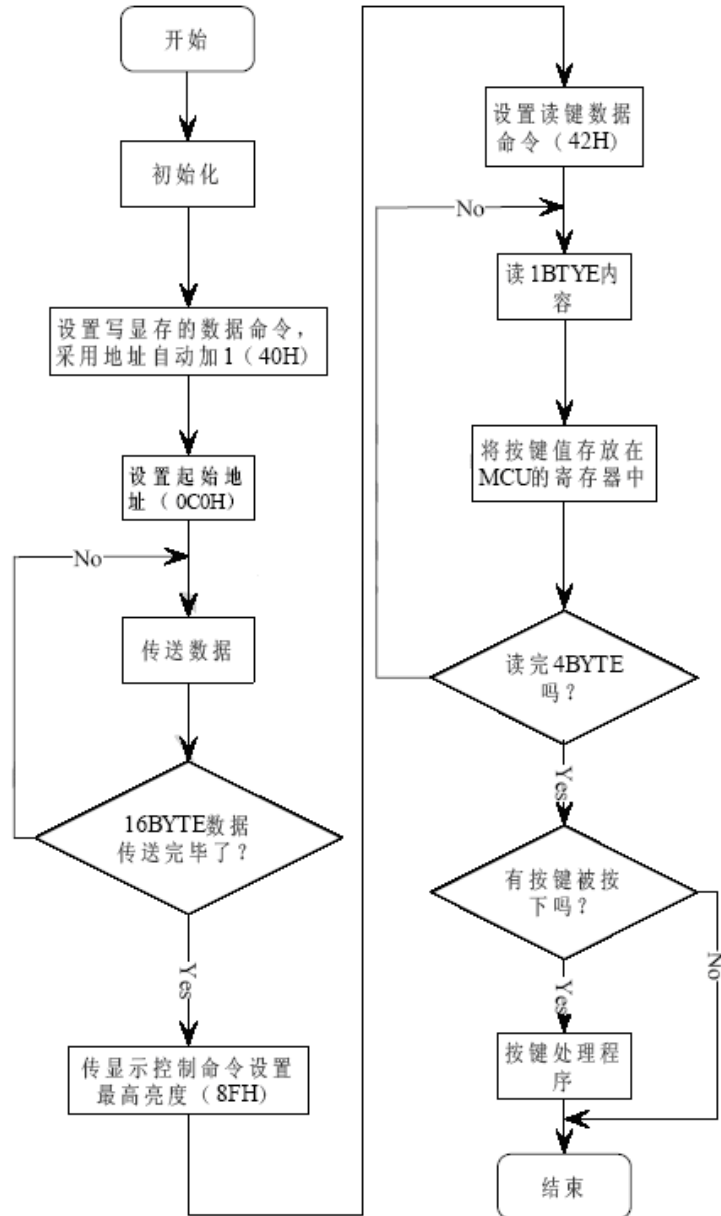 开始
初始化
设置写显存的数据命令，
采用地址自动加1（40H）
设置起始地
址（0C0H）
No
传送数据
16BYTE数据
传送完毕了？
Yes
传显示控制命令设置
最高亮度（8FH）
设置读键数据
命令（42H）
No
读1BTYE内
容
将按键值存放在
MCU的寄存器中
读完4BYTE
吗？
Yes
有按键被按
下吗？
No
Yes
按键处理程
序
结束